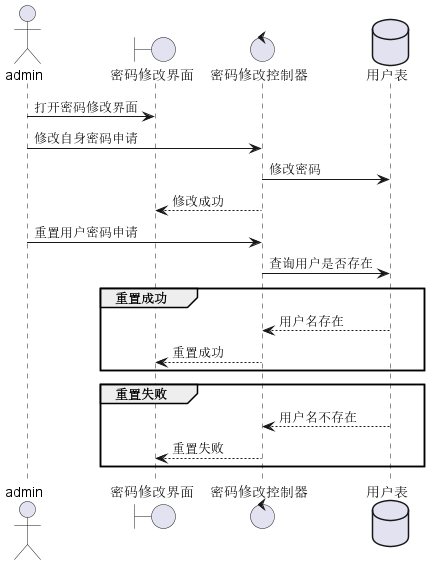 admin
密码修改界面
密码修改控制器
用户表
打开密码修改界面
修改自身密码申请
修改密码
修改成功
重置用户密码申请
查询用户是否存在
重置成功
用户名存在
重置成功
重置失败
用户名不存在
重置失败
admin
密码修改界面
密码修改控制器
用户表